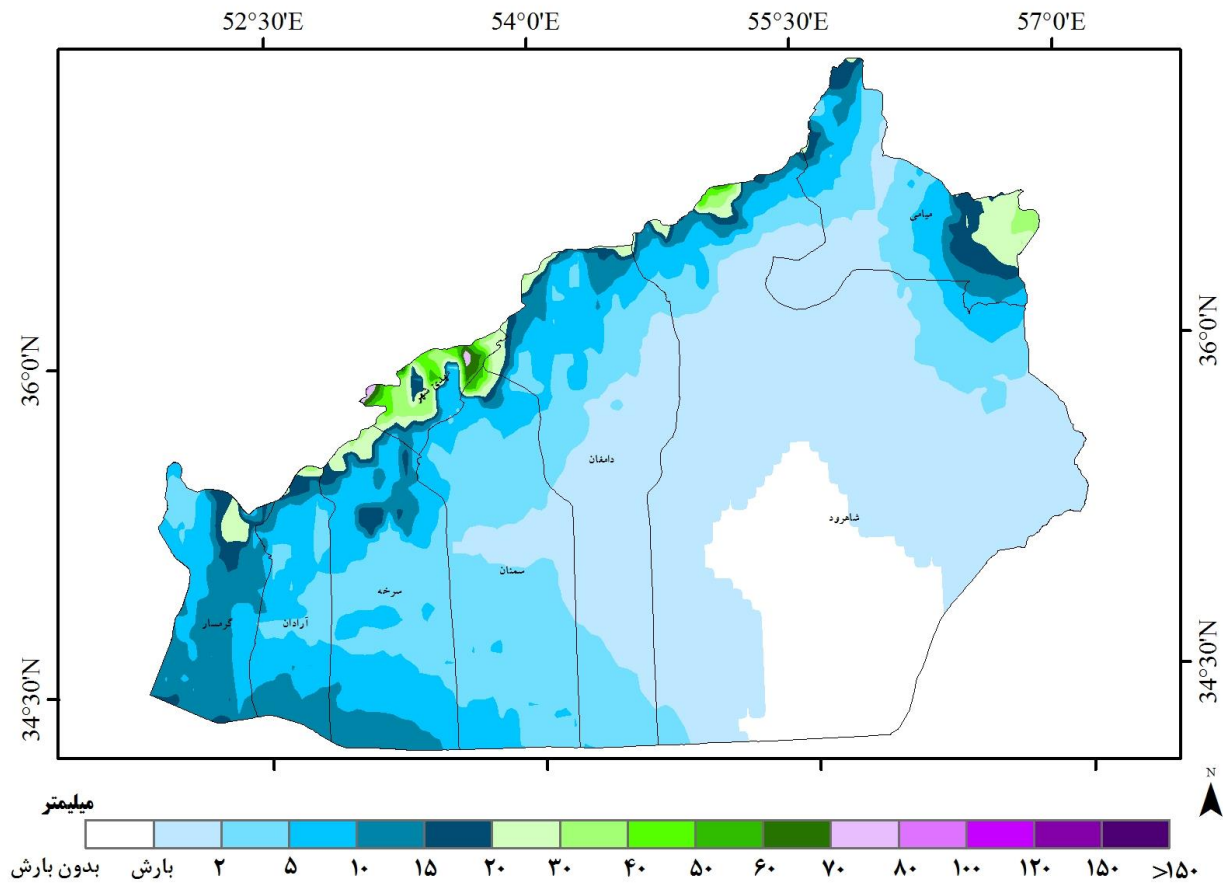 52°30'E 54°0'E 55°30'E 57°0'E
میامی
36°0'N 36°0'N
مهدی شهر
دامغان
شاهرود
سمنان
سرخه
گرمسار آرادان
34°30'N 34°30'N
N
میلیمتر
بدون بارش بارش ۲ ۵ ۱۰ ۱۵ ۲۰ ۳۰ ۴۰ ۵۰ ۶۰ ۷۰ ۸۰ ۱۰۰ ۱۲۰ ۱۵۰ >۱۵۰